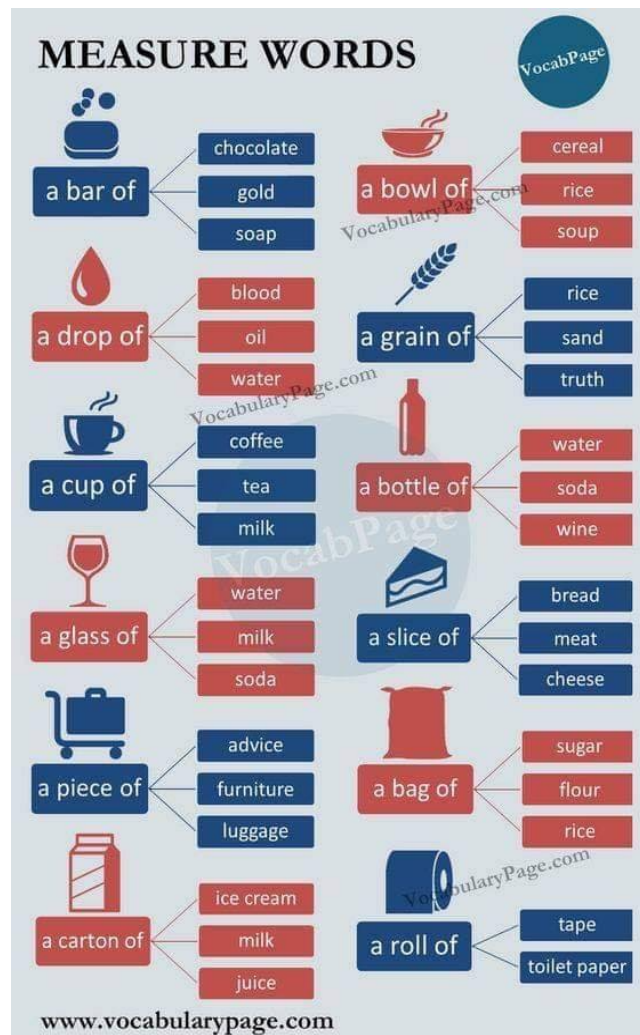 MEASURE WORDS
VocabPage
a bar of
chocolate
gold
soap
a bowl of
cereal
rice
soup
VocabularyPage.com
a drop of
blood
oil
water
a grain of
rice
sand
truth
VocabularyPage.com
a cup of
coffee
tea
milk
a bottle of
water
soda
wine
VocabPage
a glass of
water
milk
soda
a slice of
bread
meat
cheese
a piece of
advice
furniture
luggage
a bag of
sugar
flour
rice
a carton of
ice cream
milk
juice
VocabularyPage.com
a roll of
tape
toilet paper
www.vocabularypage.com